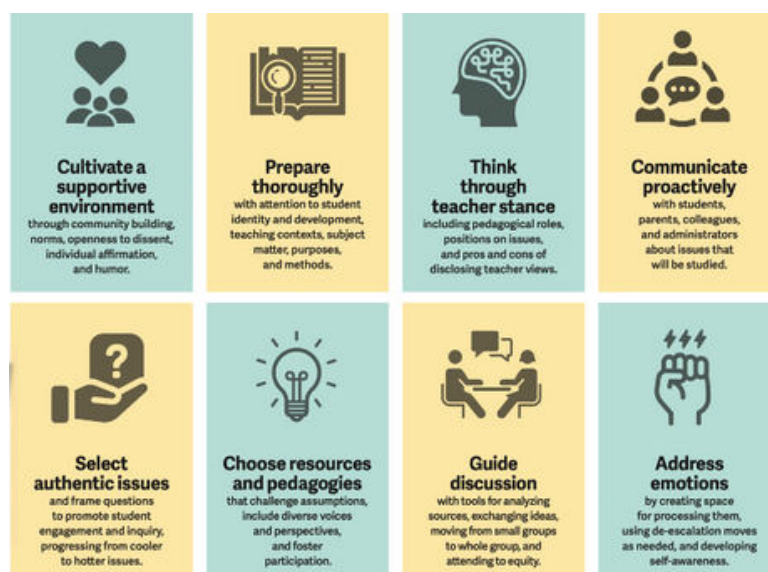 Cultivate a
supportive
environment
through community building,
norms, openness to dissent,
individual affirmation,
and humor.
Prepare
thoroughly
with attention to student
identity and development,
teaching contexts, subject
matter, purposes,
and methods.
Think
through
teacher stance
including pedagogical roles,
positions on issues,
and pros and cons of
disclosing teacher views.
Communicate
proactively
with students,
parents, colleagues,
and administrators
about issues that
will be studied.
?
Select
authentic issues
and frame questions
to promote student
engagement and inquiry,
progressing from cooler
to hotter issues.
Choose resources
and pedagogies
that challenge assumptions,
include diverse voices
and perspectives,
and foster
participation.
Guide
discussion
with tools for analyzing
sources, exchanging ideas,
moving from small groups
to whole group, and
attending to equity.
Address
emotions
by creating space
for processing them,
using de-escalation moves
as needed, and developing
self-awareness.